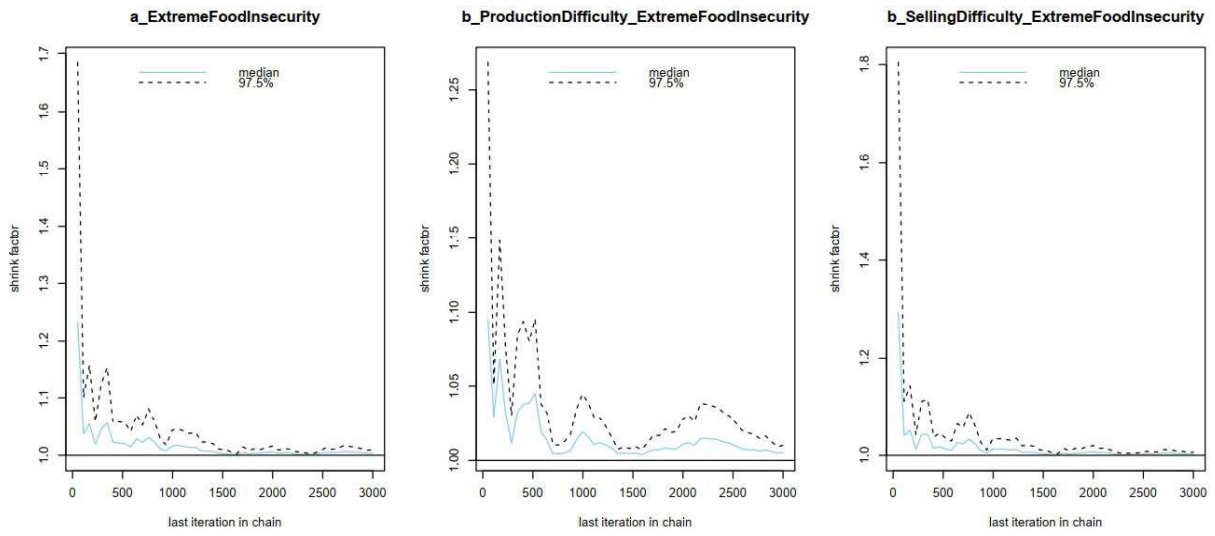 a_ExtremeFoodInsecurity
median
97.5%
shrink factor
1.7
1.6
1.5
1.4
1.3
1.2
1.1
1.0
0 500 1000 1500 2000 2500 3000
last iteration in chain
b_ProductionDifficulty_ExtremeFoodInsecurity
median
97.5%
shrink factor
1.25
1.20
1.15
1.10
1.05
1.00
0 500 1000 1500 2000 2500 3000
last iteration in chain
b_SellingDifficulty_ExtremeFoodInsecurity
median
97.5%
shrink factor
1.8
1.6
1.4
1.2
1.0
0 500 1000 1500 2000 2500 3000
last iteration in chain